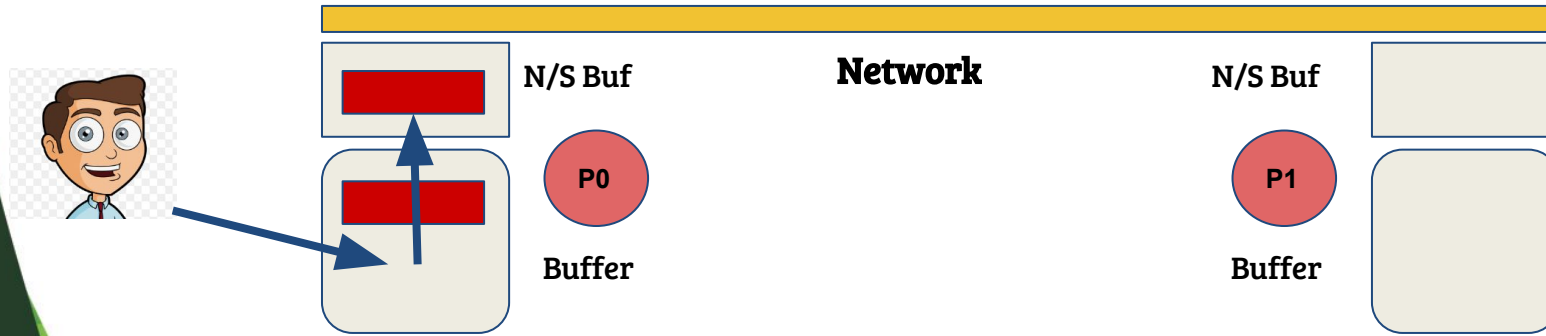 N/S Buf
Network
N/S Buf
P0
P1
Buffer
Buffer